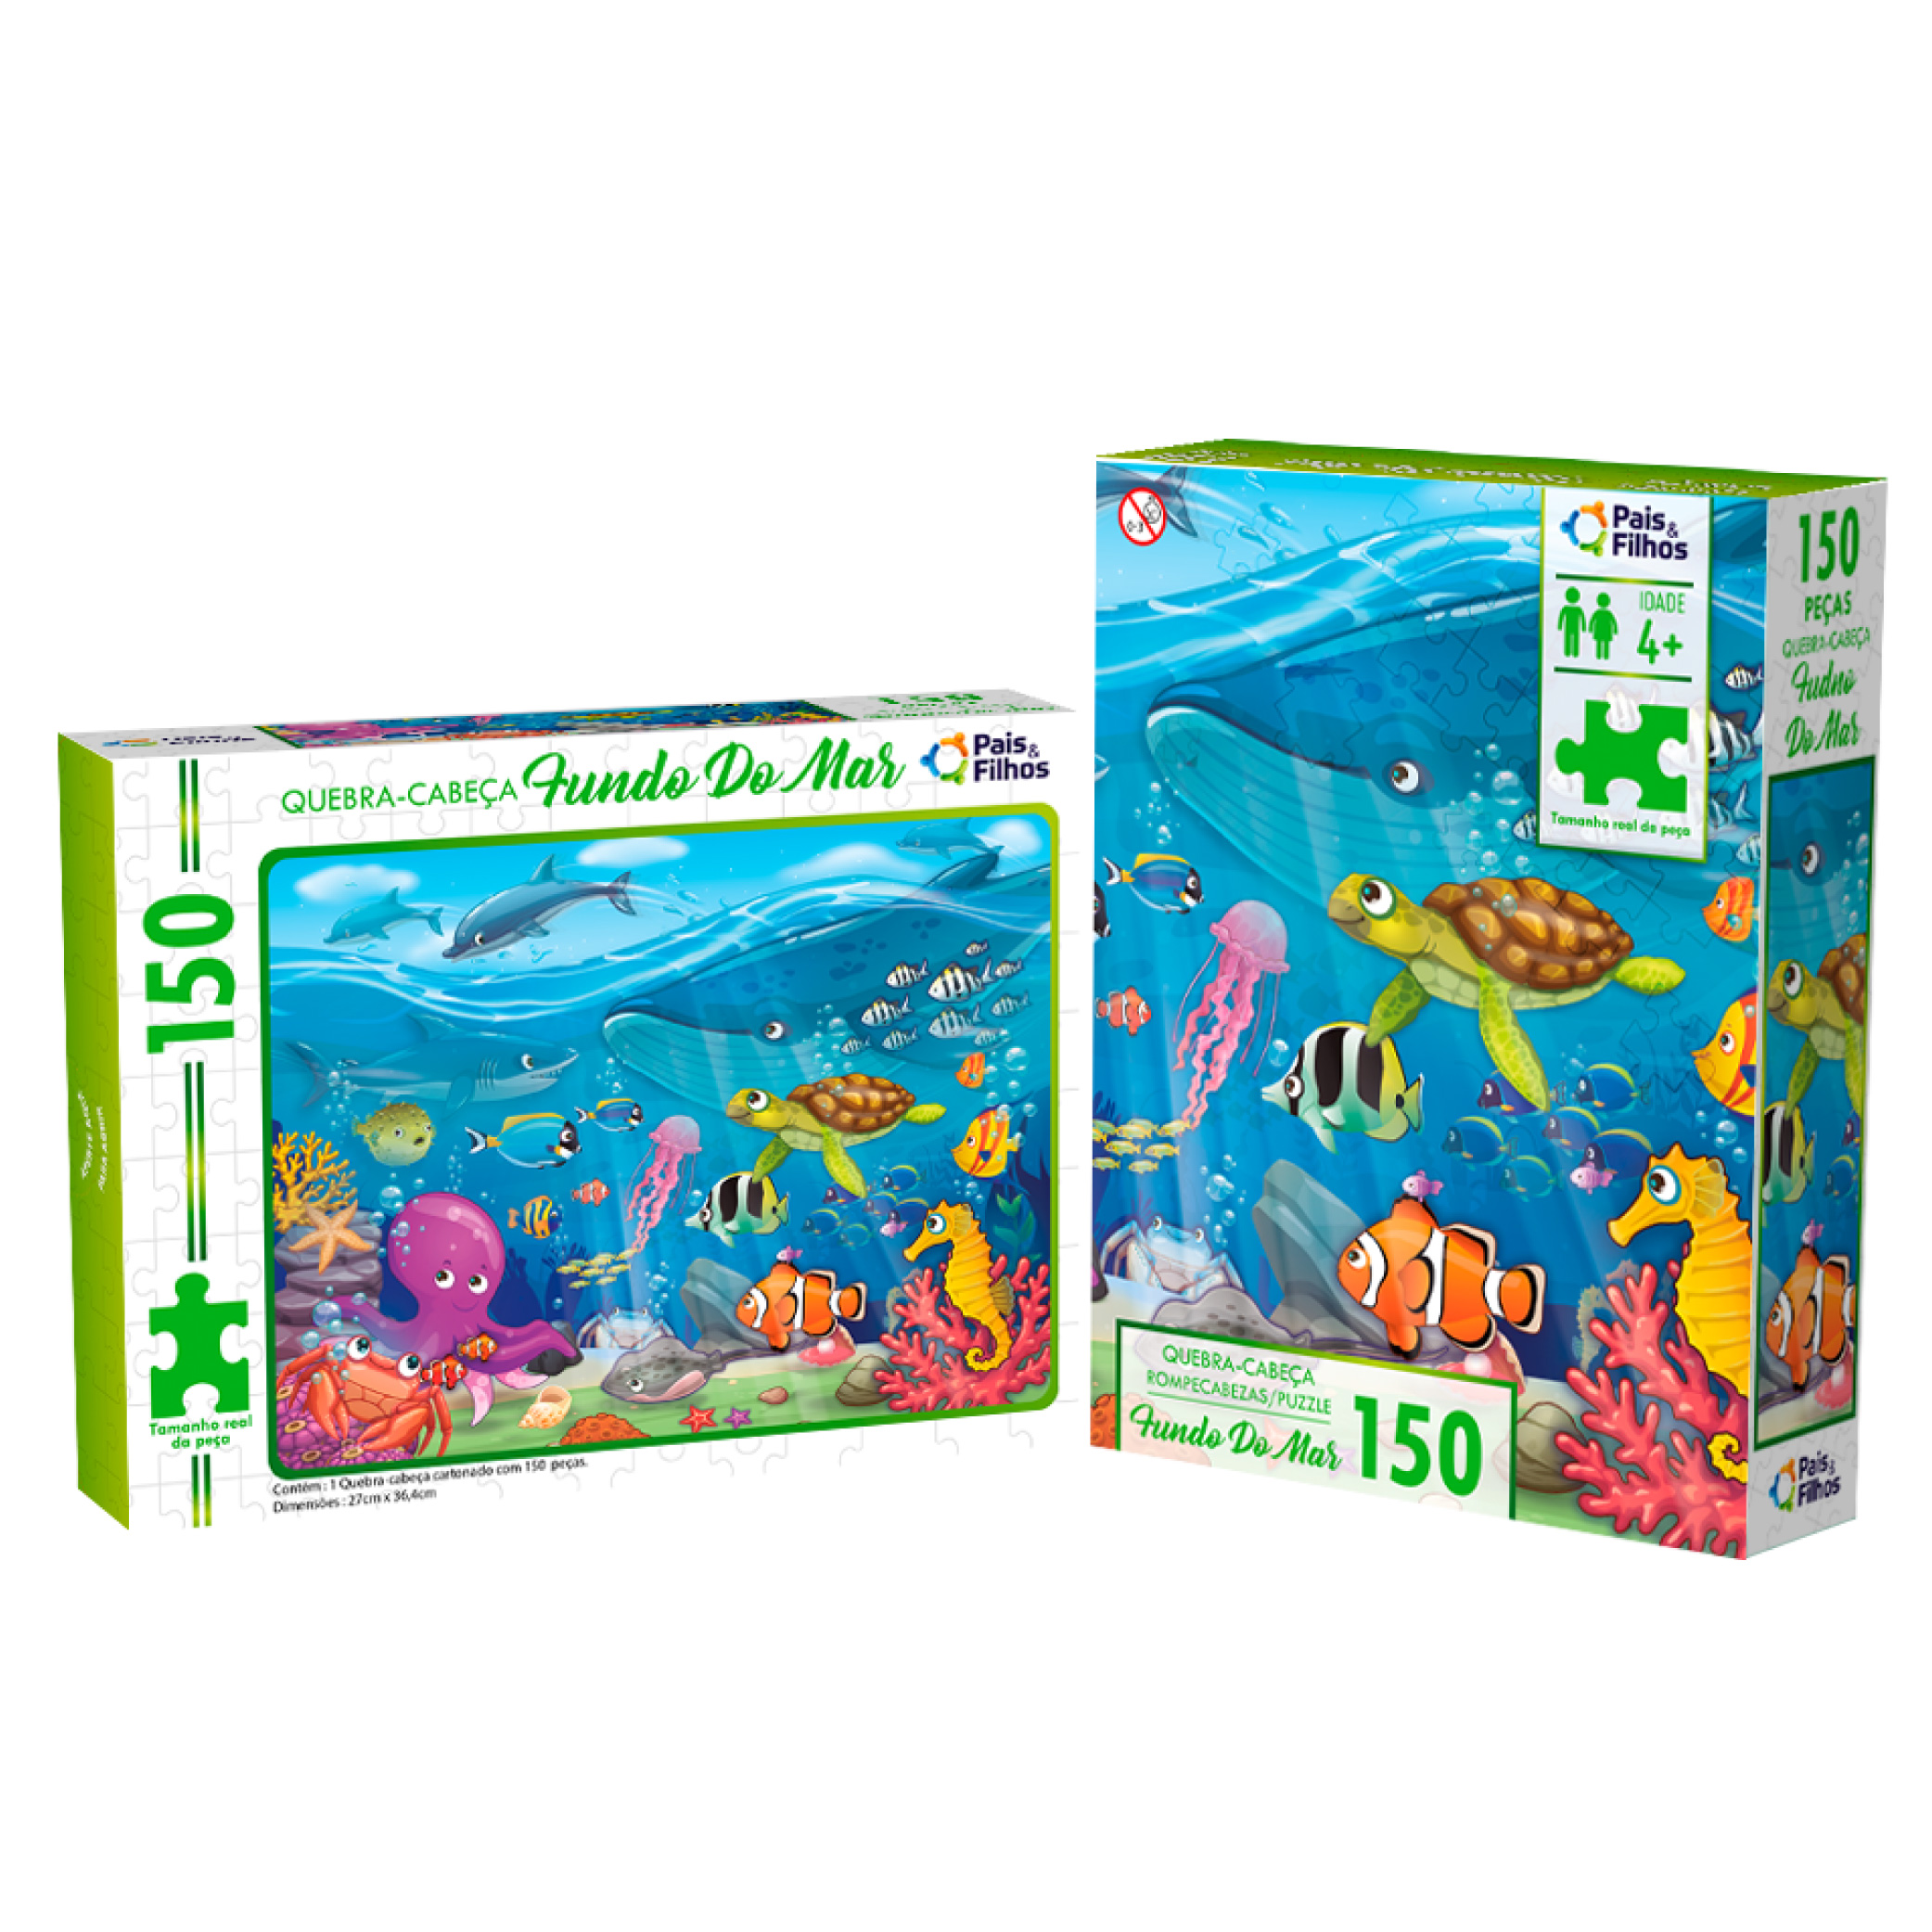 QUEBRA-CABEÇA Fundo Do Mar
Pais &
Filhos
150
Tamanho real
da peça
Contém : 1 Quebra-cabeça cartonado com 150 peças.
Dimensões : 27cm x 36,4cm
0-3
Pais &
Filhos
IDADE
4+
Tamanho real da peça
QUEBRA-CABEÇA
ROMPECABEZAS/PUZZLE
Fundo Do Mar
150
150
PEÇAS
QUEBRA-CABEÇA
Fudno
Do Mar
Pais &
Filhos